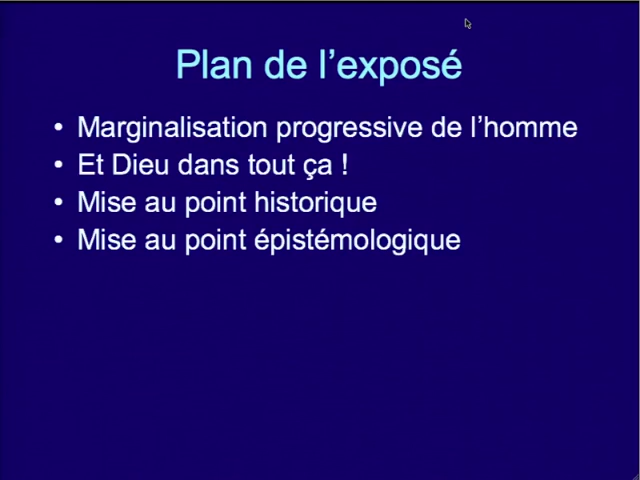 Plan de l’exposé
• Marginalisation progressive de l’homme
• Et Dieu dans tout ça !
• Mise au point historique
• Mise au point épistémologique